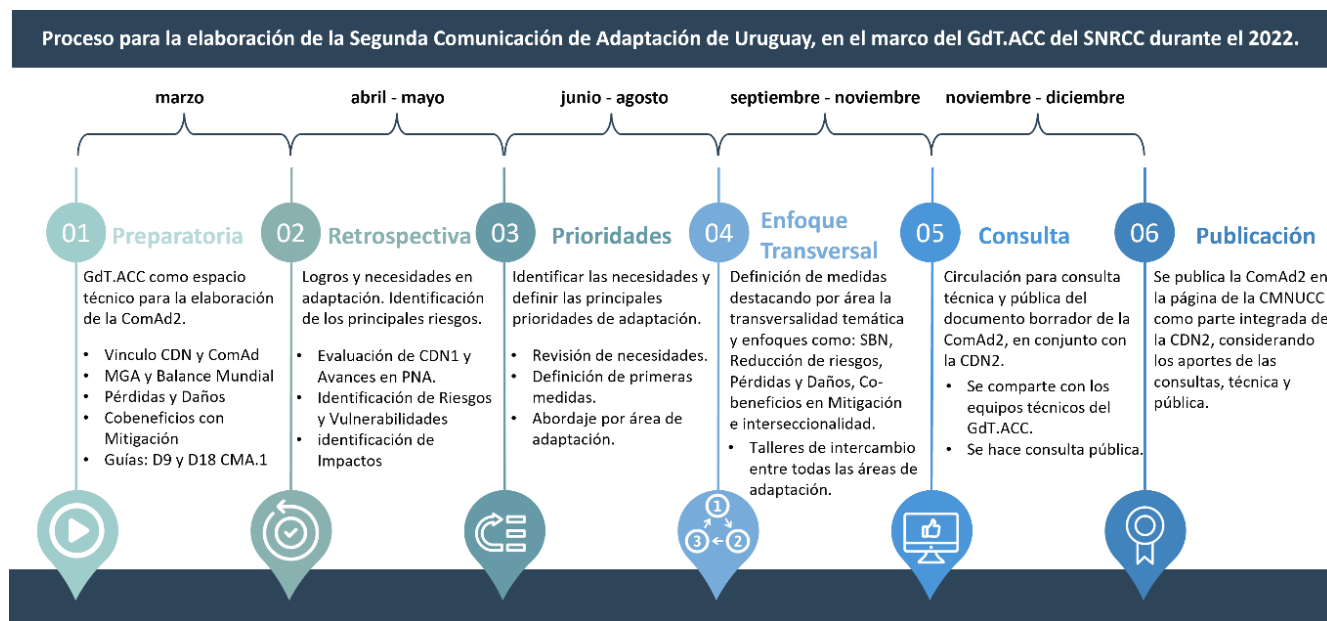 Proceso para la elaboración de la Segunda Comunicación de Adaptación de Uruguay, en el marco del GdT.ACC del SNRCC durante el 2022.
marzo
abril - mayo
junio - agosto
septiembre - noviembre
noviembre - diciembre
01
Preparatoria
GdT.ACC como espacio
técnico para la elaboración
de la ComAd2.
• Vinculo CDN y ComAd
• MGA y Balance Mundial
• Pérdidas y Daños
• Cobeneficios con
Mitigación
• Guías: D9 y D18 CMA.1
02
Retrospectiva
Logros y necesidades en
adaptación. Identificación
de los principales riesgos.
• Evaluación de CDN1 y
Avances en PNA.
• Identificación de Riesgos
y Vulnerabilidades
• identificación de
Impactos
03
Prioridades
Identificar las necesidades y
definir las principales
prioridades de adaptación.
• Revisión de necesidades.
• Definición de primeras
medidas.
• Abordaje por área de
adaptación.
04
Enfoque
Transversal
Definición de medidas
destacando por área la
transversalidad temática
y enfoques como: SBN,
Reducción de riesgos,
Pérdidas y Daños, Co-
beneficios en Mitigación
e interseccionalidad.
• Talleres de intercambio
entre todas las áreas de
adaptación.
1
3
2
05
Consulta
Circulación para consulta
técnica y pública del
documento borrador de la
ComAd2, en conjunto con
la CDN2.
• Se comparte con los
equipos técnicos del
GdT.ACC.
• Se hace consulta pública.
06
Publicación
Se publica la ComAd2 en
la página de la CMNUCC
como parte integrada de
la CDN2, considerando
los aportes de las
consultas, técnica y
pública.